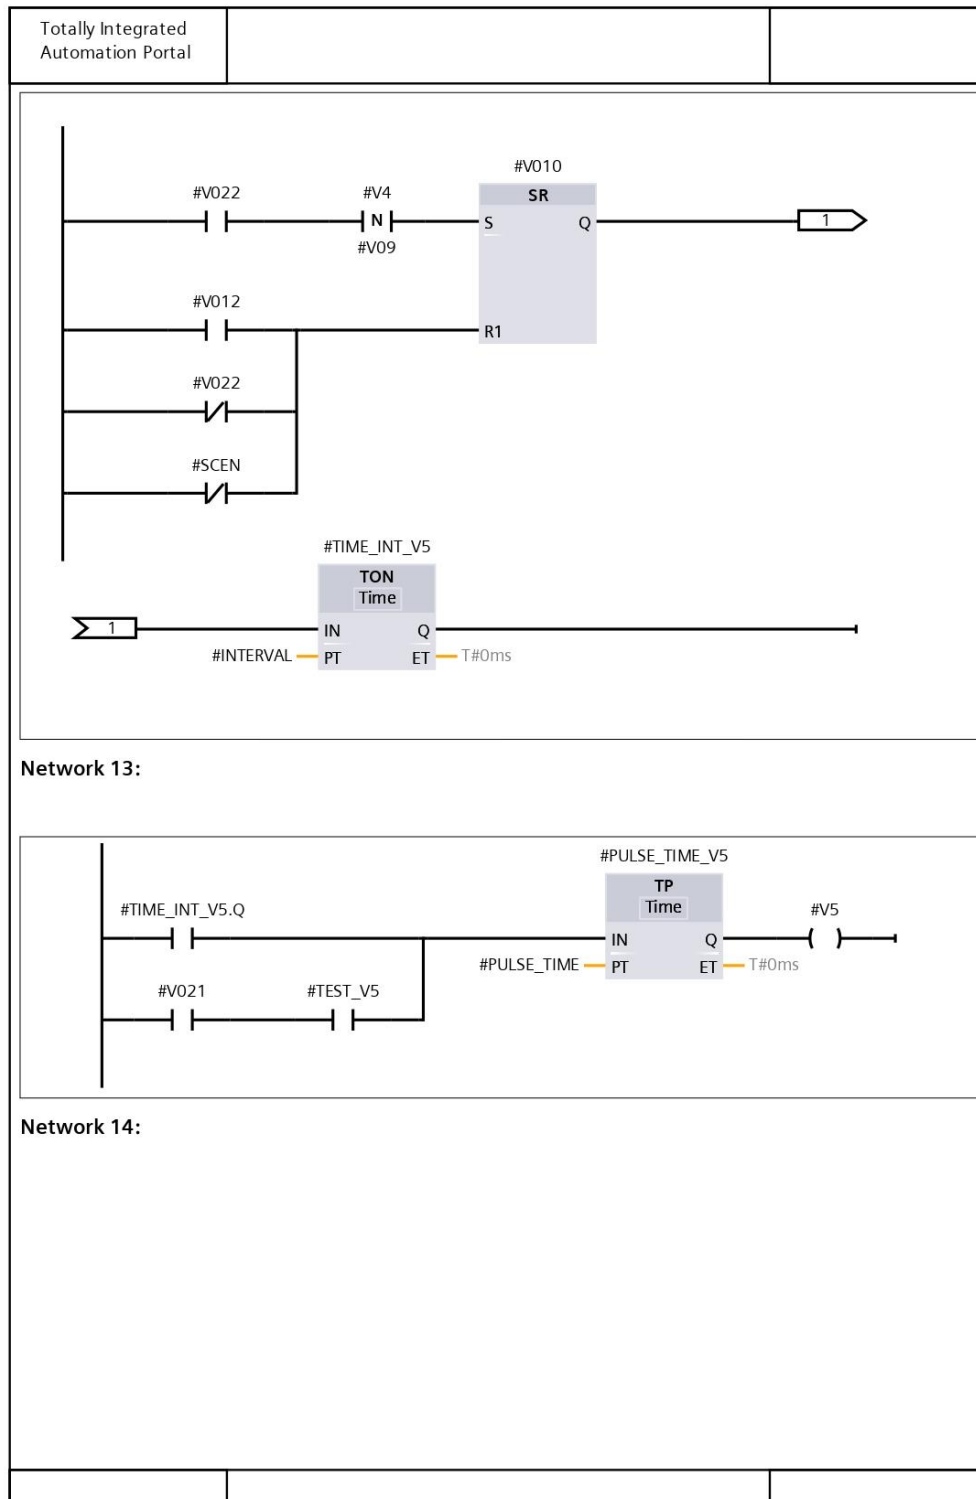 Totally Integrated
Automation Portal
#V010
#V022 #V4 SR
N S Q 1
#V09
#V012
R1
#V022
#SCEN
#TIME_INT_V5
TON
Time
1 IN Q
#INTERVAL PT ET T#0ms
Network 13:
#PULSE_TIME_V5
TP
#TIME_INT_V5.Q Time #V5
IN Q
#PULSE_TIME PT ET T#0ms
#V021 #TEST_V5
Network 14: